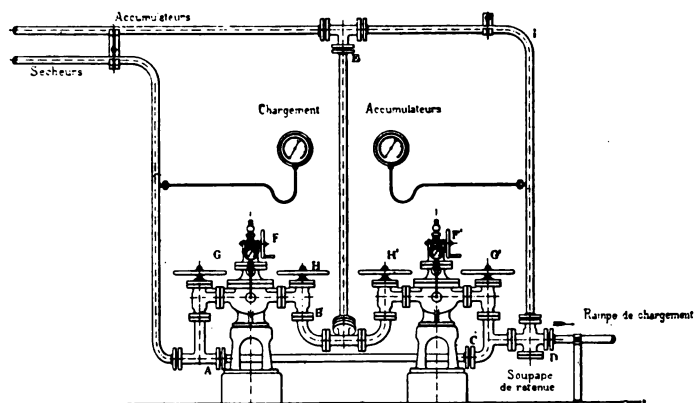 Accumulateurs
B
Sécheurs
Chargement
Accumulateurs
F
F'
G
H
H'
G'
B'
Rampe de chargement
C
A
D
Soupape
de retenue